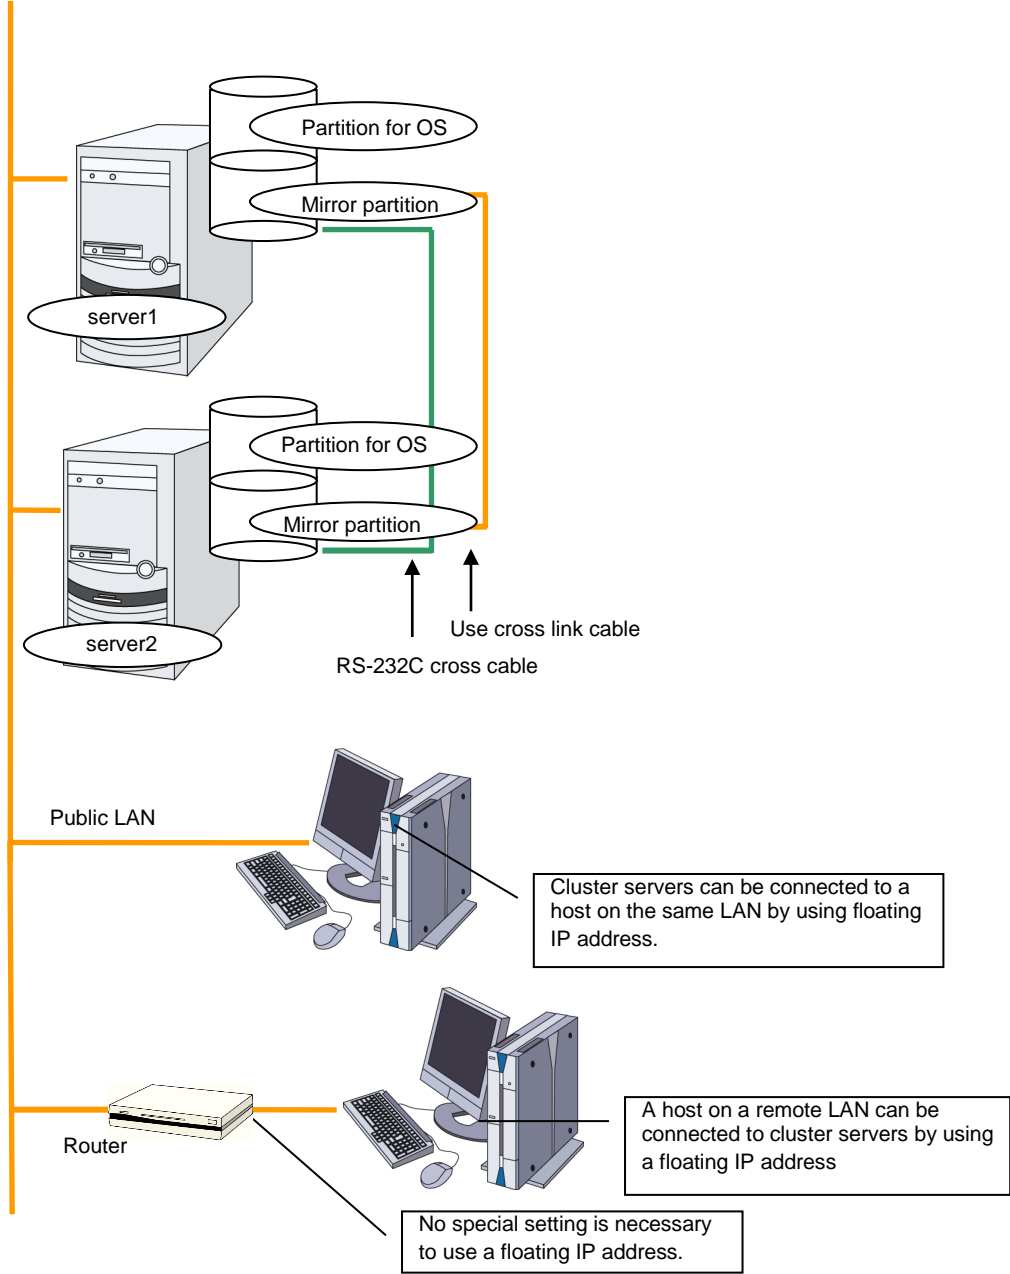 Partition for OS
Mirror partition
server1
Partition for OS
Mirror partition
server2
Use cross link cable
RS-232C cross cable
Public LAN
Cluster servers can be connected to a
host on the same LAN by using floating
IP address.
A host on a remote LAN can be
connected to cluster servers by using
a floating IP address
Router
No special setting is necessary
to use a floating IP address.